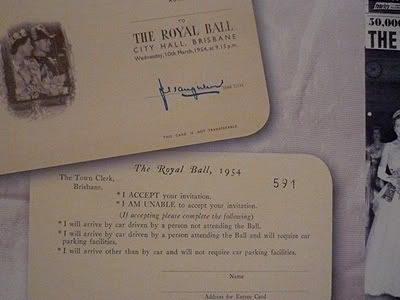 TO
THE ROYAL BALL
CITY HALL, BRISBANE
Wednesday, 10th March, 1954, at 9.15 p.m.
TOWN CLERK
THIS CARD IS NOT TRANSFERABLE
The Royal Ball, 1954
591
The Town Clerk,
Brisbane.
* I ACCEPT your invitation.
* I AM UNABLE to accept your invitation.
(If accepting please complete the following)
* I will arrive by car driven by a person not attending the Ball.
* I will arrive by car driven by a person attending the Ball and will require car
parking facilities.
* I will arrive other than by car and will not require car parking facilities.
Name
Address for Entree Card
50,000
THE